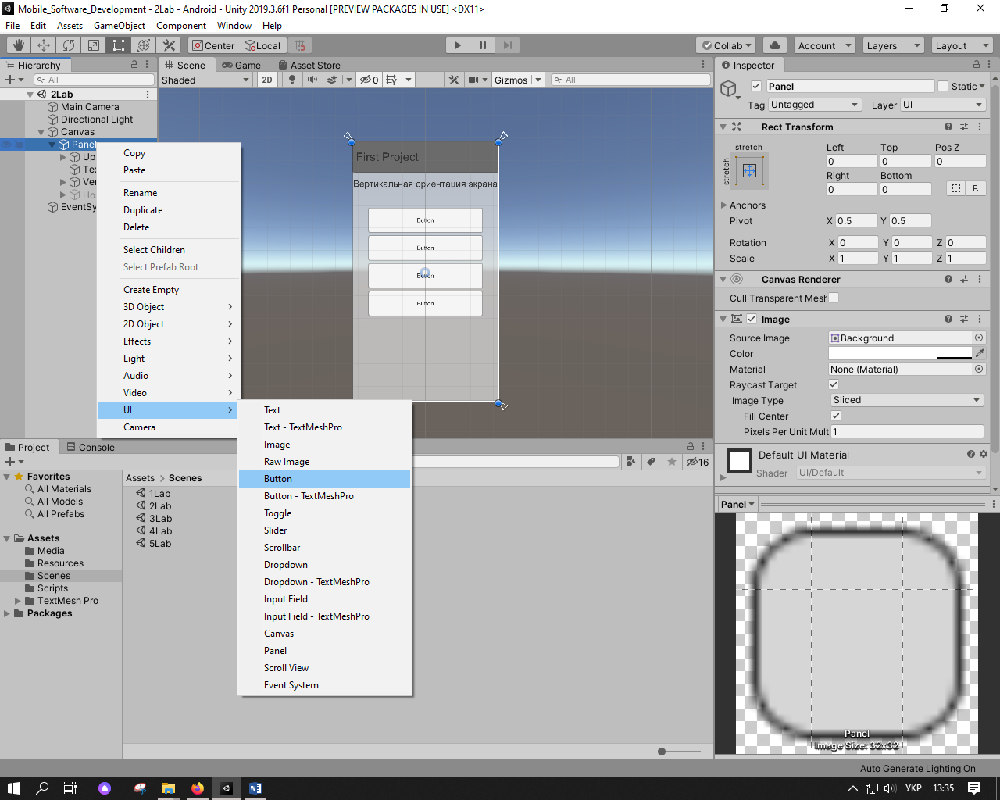 Mobile_Software_Development - 2Lab - Android - Unity 2019.3.6f1 Personal [PREVIEW PACKAGES IN USE] <DX11>
File Edit Assets GameObject Component Window Help
Center Local Collab Account Layers Layout
Hierarchy
All
2Lab
Main Camera
Directional Light
Canvas
Panel
Up
Te
Ver
Ho
EventSy
Copy
Paste
Rename
Duplicate
Delete
Select Children
Select Prefab Root
Create Empty
3D Object
2D Object
Effects
Light
Audio
Video
UI
Camera
Text
Text - TextMeshPro
Image
Raw Image
Button
Button - TextMeshPro
Toggle
Slider
Scrollbar
Dropdown
Dropdown - TextMeshPro
Input Field
Input Field - TextMeshPro
Canvas
Panel
Scroll View
Event System
Scene Game Asset Store
Shaded 2D 0 Gizmos All
First Project
Вертикальная ориентация экрана
Button
Button
Button
Button
Inspector
Panel Static
Tag Untagged Layer UI
Rect Transform
stretch
stretch
Left Top Pos Z
0 0 0
Right Bottom
0 0 R
Anchors
Pivot X 0.5 Y 0.5
Rotation X 0 Y 0 Z 0
Scale X 1 Y 1 Z 1
Canvas Renderer
Cull Transparent Mesh
Image
Source Image Background
Color
Material None (Material)
Raycast Target
Image Type Sliced
Fill Center
Pixels Per Unit Mult 1
Default UI Material
Shader UI/Default
Panel
Panel
Image Size: 32x32
Project Console
16
Favorites
All Materials
All Models
All Prefabs
Assets
Media
Resources
Scenes
Scripts
TextMesh Pro
Packages
Assets > Scenes
1Lab
2Lab
3Lab
4Lab
5Lab
Auto Generate Lighting On
УКР 13:35